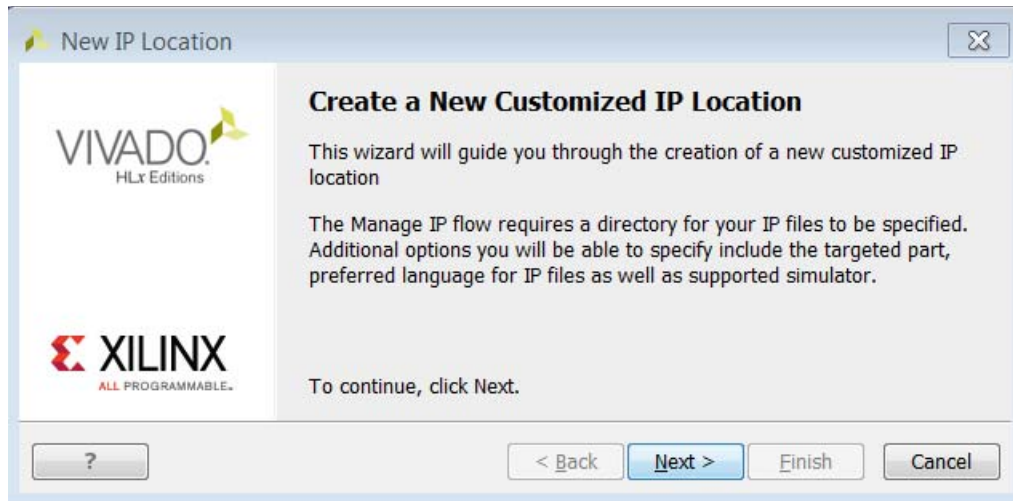 New IP Location
VIVADO.
HLx Editions
XILINX
ALL PROGRAMMABLE.
Create a New Customized IP Location
This wizard will guide you through the creation of a new customized IP
location
The Manage IP flow requires a directory for your IP files to be specified.
Additional options you will be able to specify include the targeted part,
preferred language for IP files as well as supported simulator.
To continue, click Next.
?
< Back
Next >
Finish
Cancel